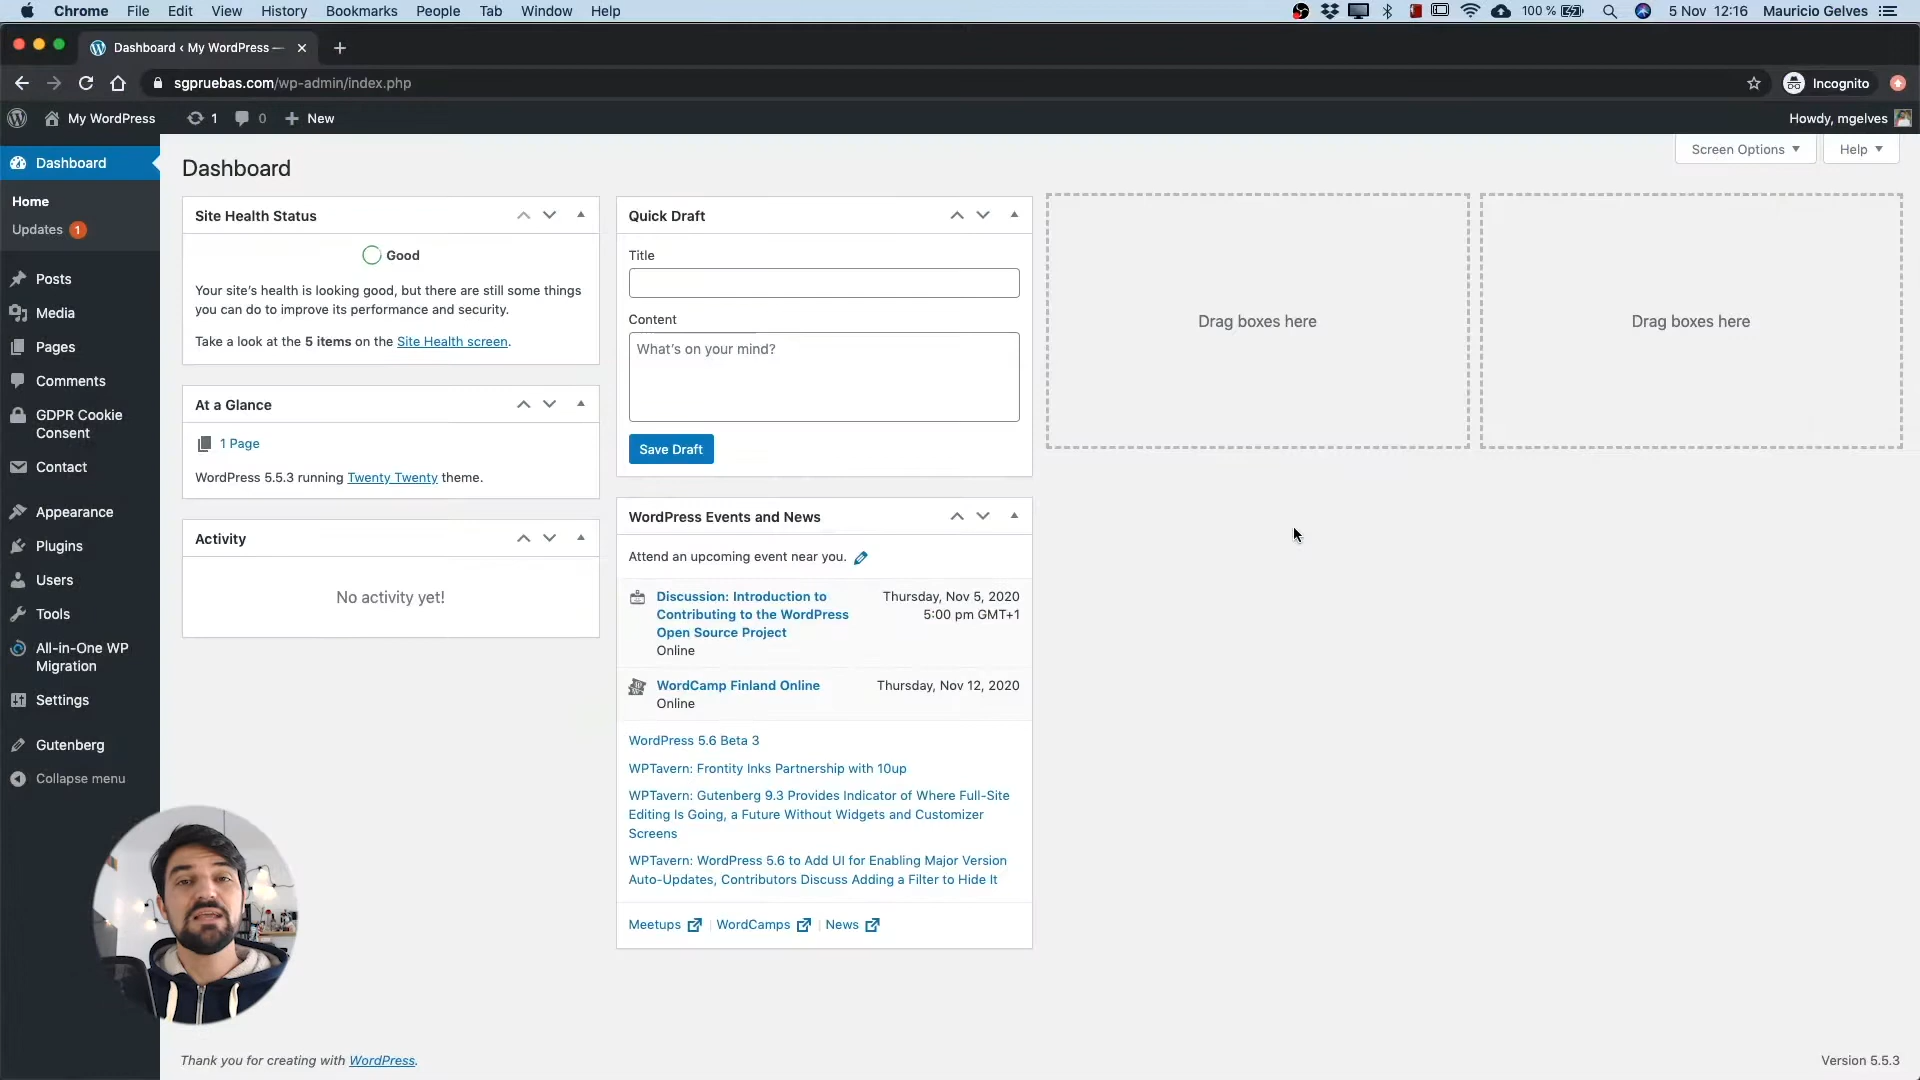 Chrome File Edit View History Bookmarks People Tab Window Help
100 % 5 Nov 12:16 Mauricio Gelves
Dashboard ‹ My WordPress —
sgpruebas.com/wp-admin/index.php
Incognito
My WordPress 1 0 New
Howdy, mgelves
Dashboard
Home
Updates 1
Posts
Media
Pages
Comments
GDPR Cookie
Consent
Contact
Appearance
Plugins
Users
Tools
All-in-One WP
Migration
Settings
Gutenberg
Collapse menu
Screen Options
Help
Dashboard
Site Health Status
Good
Your site's health is looking good, but there are still some things
you can do to improve its performance and security.
Take a look at the 5 items on the Site Health screen.
At a Glance
1 Page
WordPress 5.5.3 running Twenty Twenty theme.
Activity
No activity yet!
Quick Draft
Title
Content
What's on your mind?
Save Draft
WordPress Events and News
Attend an upcoming event near you.
Discussion: Introduction to
Contributing to the WordPress
Open Source Project
Online
Thursday, Nov 5, 2020
5:00 pm GMT+1
WordCamp Finland Online
Online
Thursday, Nov 12, 2020
WordPress 5.6 Beta 3
WPTavern: Frontity Inks Partnership with 10up
WPTavern: Gutenberg 9.3 Provides Indicator of Where Full-Site
Editing Is Going, a Future Without Widgets and Customizer
Screens
WPTavern: WordPress 5.6 to Add UI for Enabling Major Version
Auto-Updates, Contributors Discuss Adding a Filter to Hide It
Meetups | WordCamps | News
Drag boxes here
Drag boxes here
Thank you for creating with WordPress.
Version 5.5.3